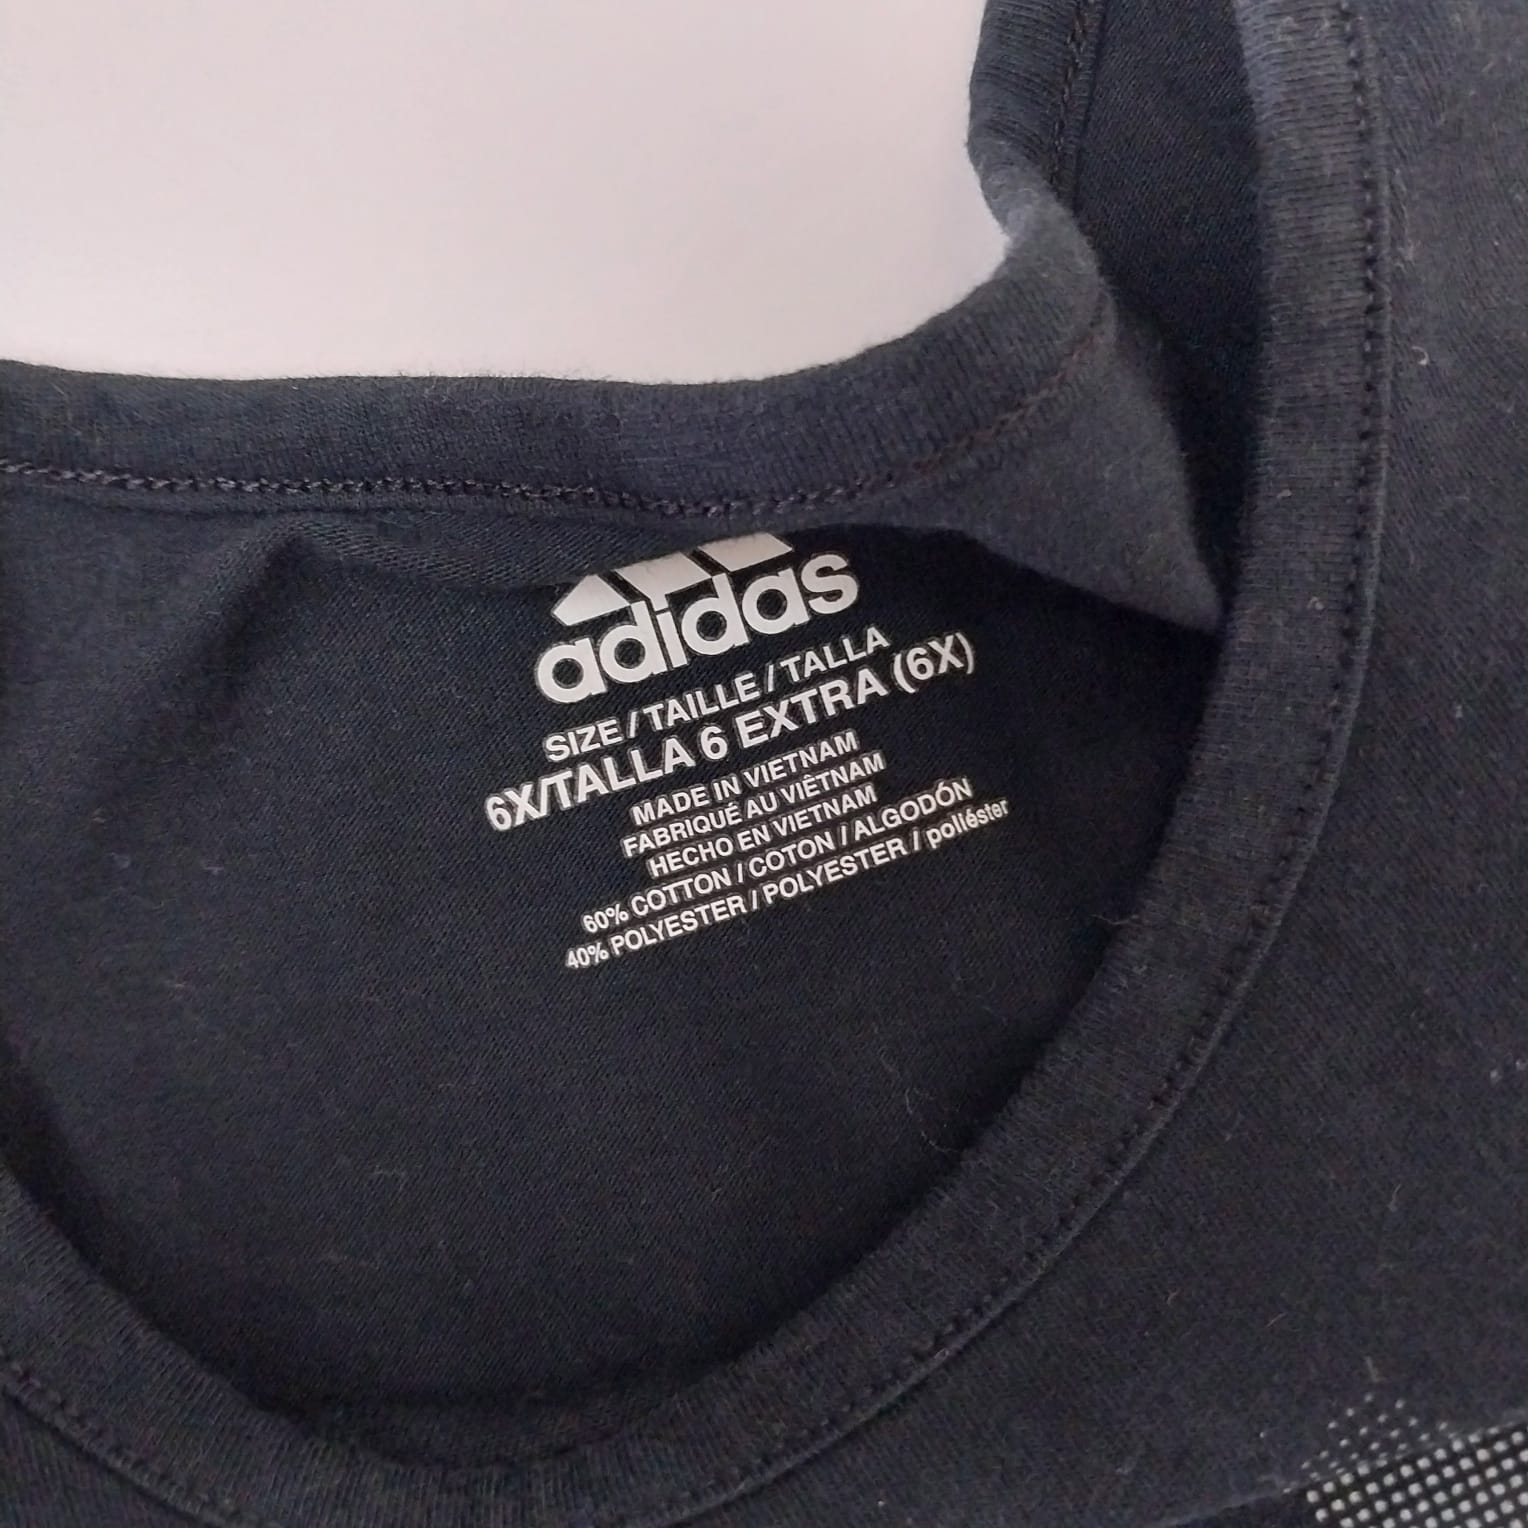 adidas
SIZE / TAILLE / TALLA
6X/TALLA 6 EXTRA (6X)
MADE IN VIETNAM
FABRIQUÉ AU VIÊTNAM
HECHO EN VIETNAM
60% COTTON / COTON / ALGODÓN
40% POLYESTER / POLYESTER / poliéster